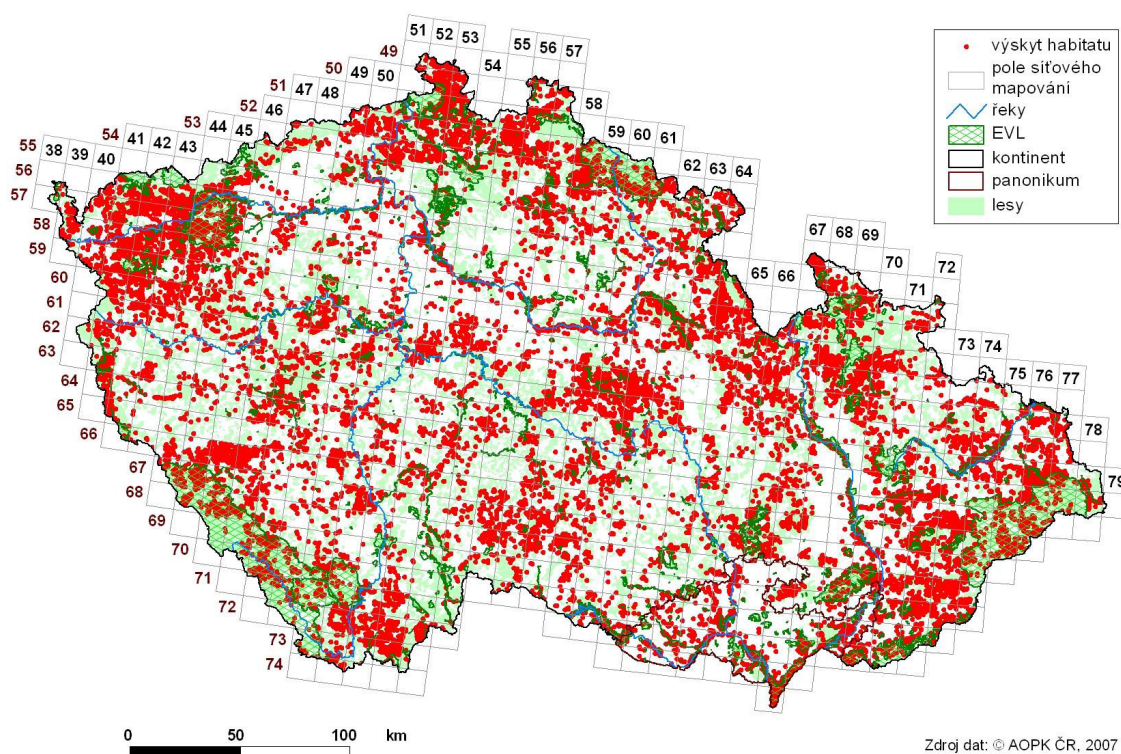 51 52 53
55 56 57
49
54
50 49 50
51 47 48
58
52 46
59 60 61
53 44 45
54 41 42 43
55 38 39 40
62 63 64
56
57
58
59
60
61
62
63
64
65
66
67
68
69
70
71
72
73
74
65 66
67 68 69
70
71
72
73 74
75 76 77
78
79
výskyt habitatu
pole síťového
mapování
řeky
EVL
kontinent
panonikum
lesy
0 50 100 km
Zdroj dat: © AOPK ČR, 2007